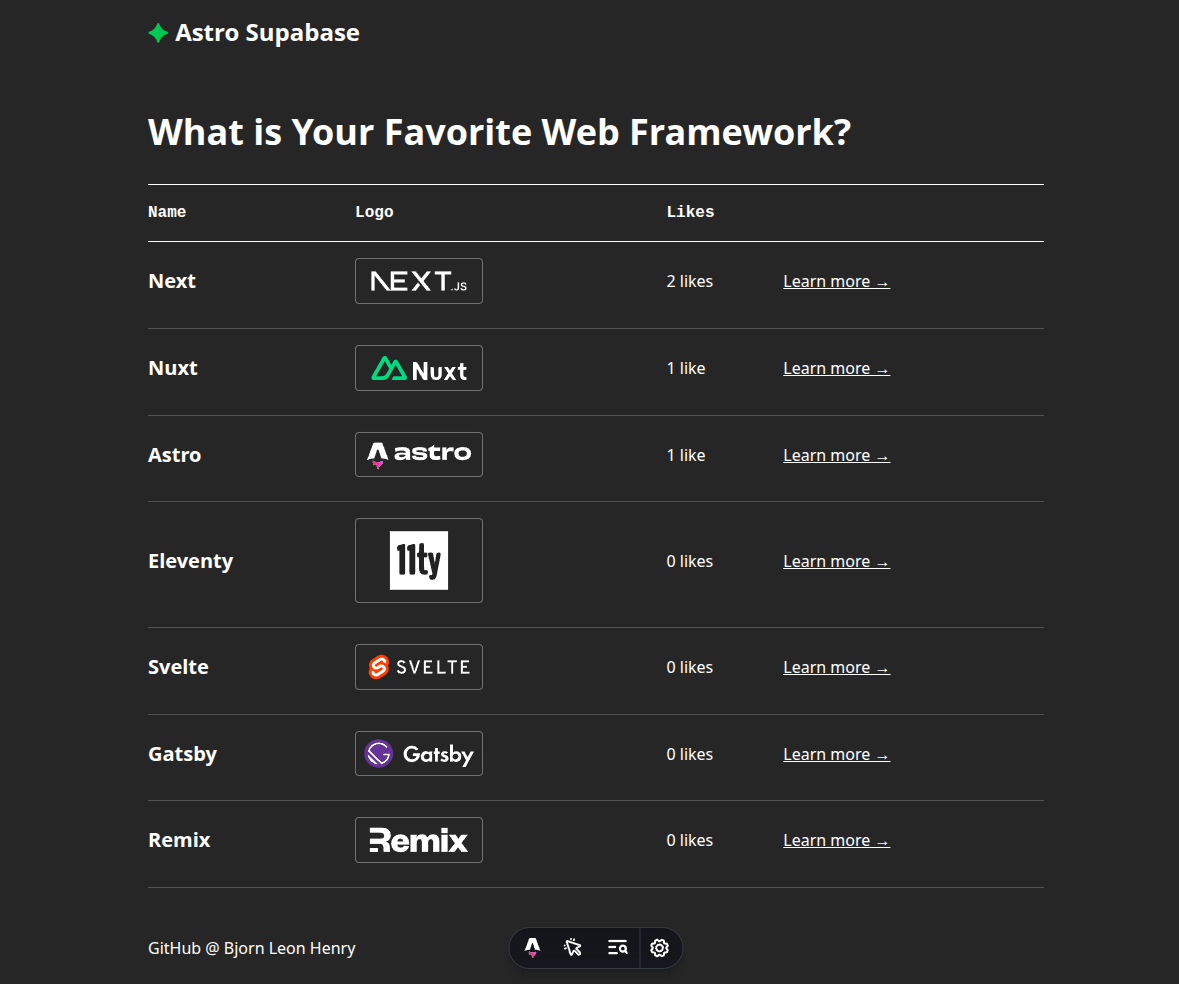 Astro Supabase
What is Your Favorite Web Framework?
Name Logo Likes
Next NEXT.JS 2 likes Learn more →
Nuxt Nuxt 1 like Learn more →
Astro astro 1 like Learn more →
Eleventy 11ty 0 likes Learn more →
Svelte SVELTE 0 likes Learn more →
Gatsby Gatsby 0 likes Learn more →
Remix Remix 0 likes Learn more →
GitHub @ Bjorn Leon Henry